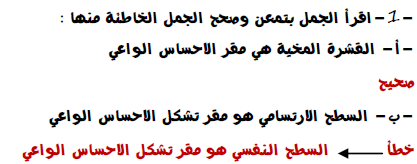 -1- اقرأ الجمل بتمعن وصحح الجمل الخاطئة منها :
-أ- القشرة المخية هي مقر الاحساس الواعي
صحيح
-ب- السطح الارتسامي هو مقر تشكل الاحساس الواعي
خطأ ← السطح النفسي هو مقر تشكل الاحساس الواعي